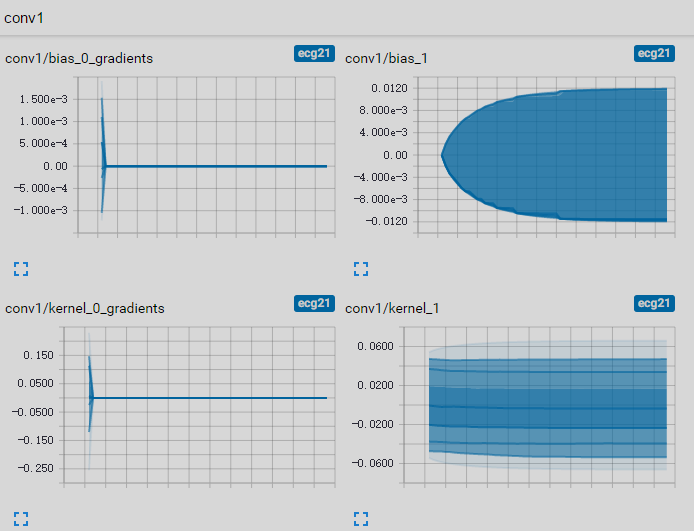 conv1
conv1/bias_0_gradients
ecg21
1.500e-3
1.000e-3
5.000e-4
0.00
-5.000e-4
-1.000e-3
conv1/bias_1
ecg21
0.0120
8.000e-3
4.000e-3
0.00
-4.000e-3
-8.000e-3
-0.0120
conv1/kernel_0_gradients
ecg21
0.150
0.0500
-0.0500
-0.150
-0.250
conv1/kernel_1
ecg21
0.0600
0.0200
-0.0200
-0.0600